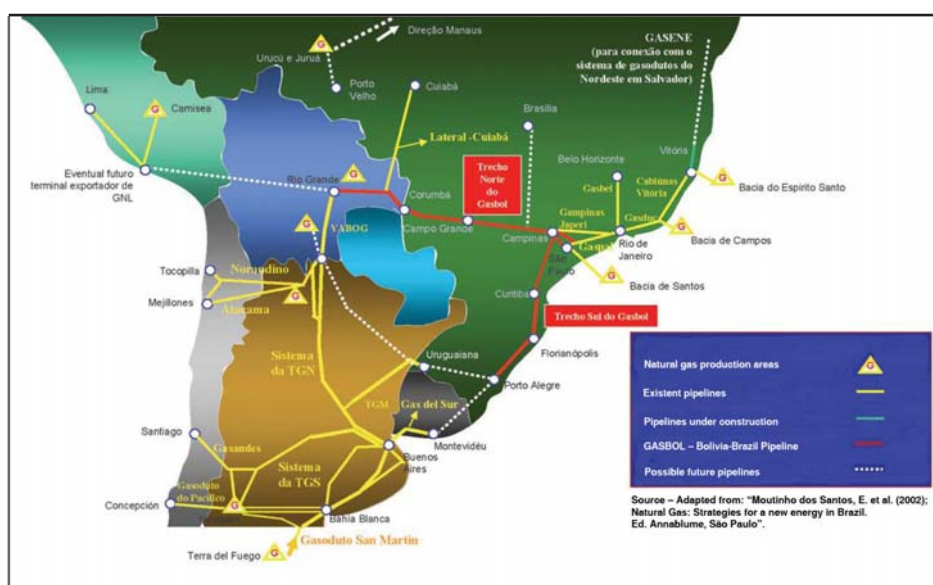 Direção Manaus
G
Urucú e Juruá
GASENE
(para conexão com o
sistema de gasodutos do
Nordeste em Salvador)
Lima
G
Camisea
Porto
Velho
Cuiabá
Brasília
Lateral -Cuiabá
Belo Horizonte
Vitória
Eventual futuro
terminal exportador de
GNL
Rio Grande
G
Corumbá
Trecho
Norte
do
Gasbol
Gasbel
Cabiúnas
Vitória
G
Bacia do Espirito Santo
G
YABOG
Campo Grande
Campinas
Gampinas
Japeri
Gasduc
G
Bacia de Campos
Gaspal
São
Paulo
Rio de
Janeiro
Tocopilla
Norandino
G
Bacia de Santos
Mejillones
Atacama
G
Curitiba
Trecho Sul do Gasbol
Florianópolis
Sistema
da TGN
Uruguaiana
Porto Alegre
TGM
Gas del Sur
Montevidéu
Santiago
Gasandes
Buenos
Aires
Sistema
da TGS
Gasoduto
do Pacífico
Concepción
G
Bahia Blanca
Gasoduto San Martin
Terra del Fuego
G
Natural gas production areas
G
Existent pipelines
Pipelines under construction
GASBOL – Bolivia-Brazil Pipeline
Possible future pipelines
Source – Adapted from: "Moutinho dos Santos, E. et al. (2002);
Natural Gas: Strategies for a new energy in Brazil.
Ed. Annablume, São Paulo".